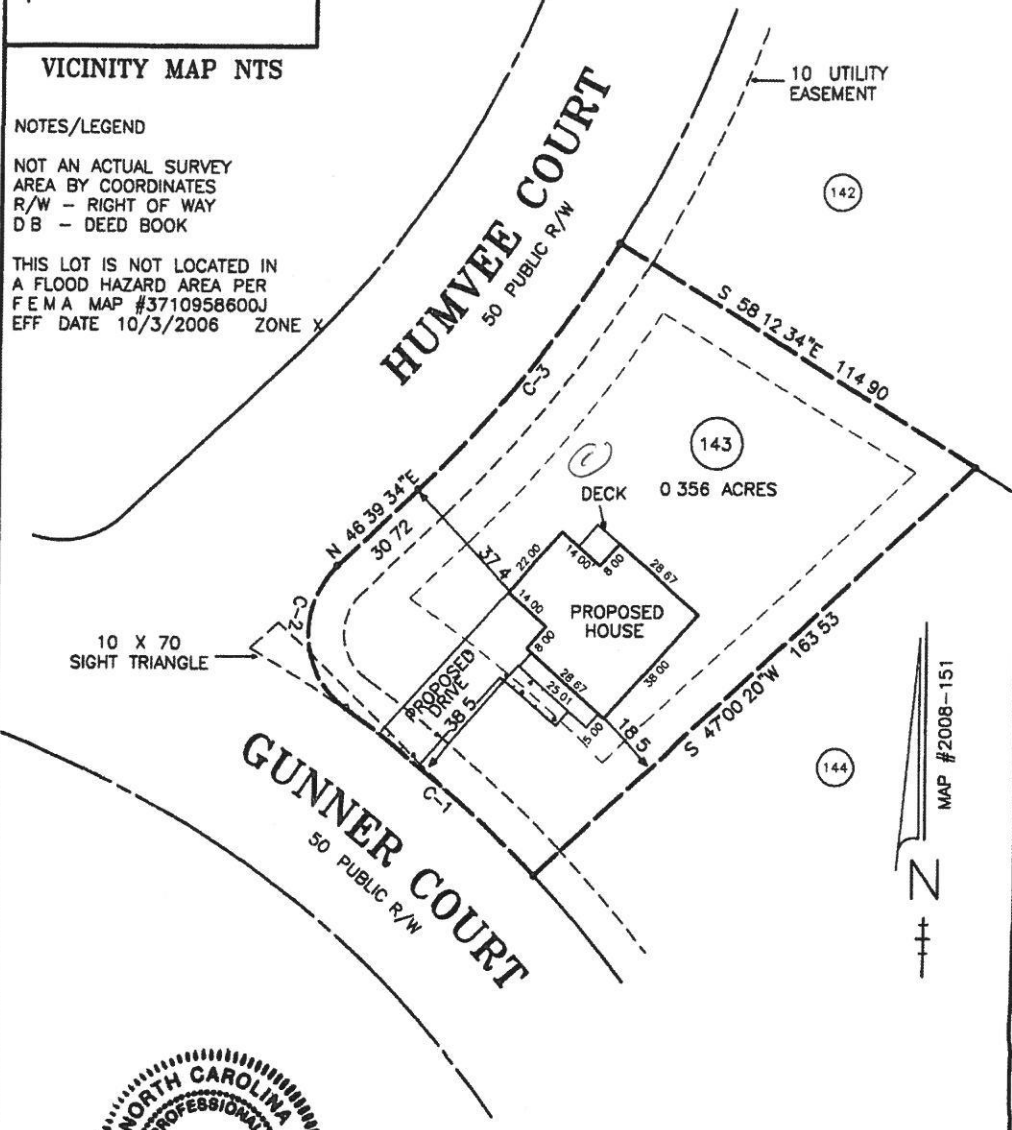 VICINITY MAP NTS
NOTES/LEGEND
NOT AN ACTUAL SURVEY
AREA BY COORDINATES
R/W - RIGHT OF WAY
D B - DEED BOOK
THIS LOT IS NOT LOCATED IN
A FLOOD HAZARD AREA PER
F E M A MAP #3710958600J
EFF DATE 10/3/2006 ZONE X
10 UTILITY
EASEMENT
142
HUMVEE COURT
50 PUBLIC R/W
S 58 12 34"E 114 90
C-3
143
0 356 ACRES
DECK
N 46 39 34"E
30 72
37 4
22 00
14 00
8 00
28 67
14 00
8 00
PROPOSED
HOUSE
38 00
28 67
25 01
5 00
18 5
S 47 00 20"W 163 53
C-2
10 X 70
SIGHT TRIANGLE
PROPOSED
DRIVE
38 5
C-1
GUNNER COURT
50 PUBLIC R/W
144
MAP #2008-151
N
NORTH CAROLINA
PROFESSIONAL